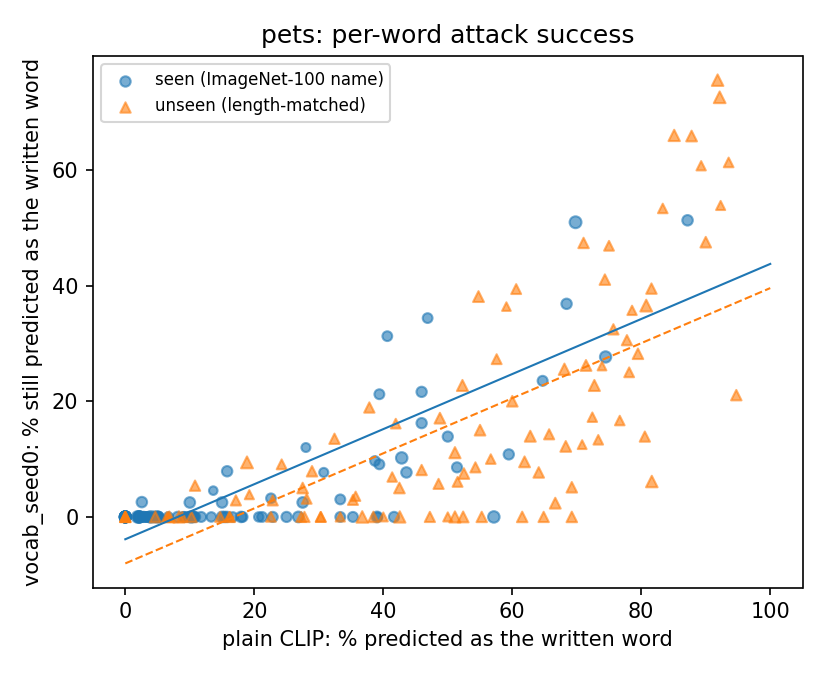 pets: per-word attack success
seen (ImageNet-100 name)
unseen (length-matched)
vocab_seed0: % still predicted as the written word
60
40
20
0
0
20
40
60
80
100
plain CLIP: % predicted as the written word